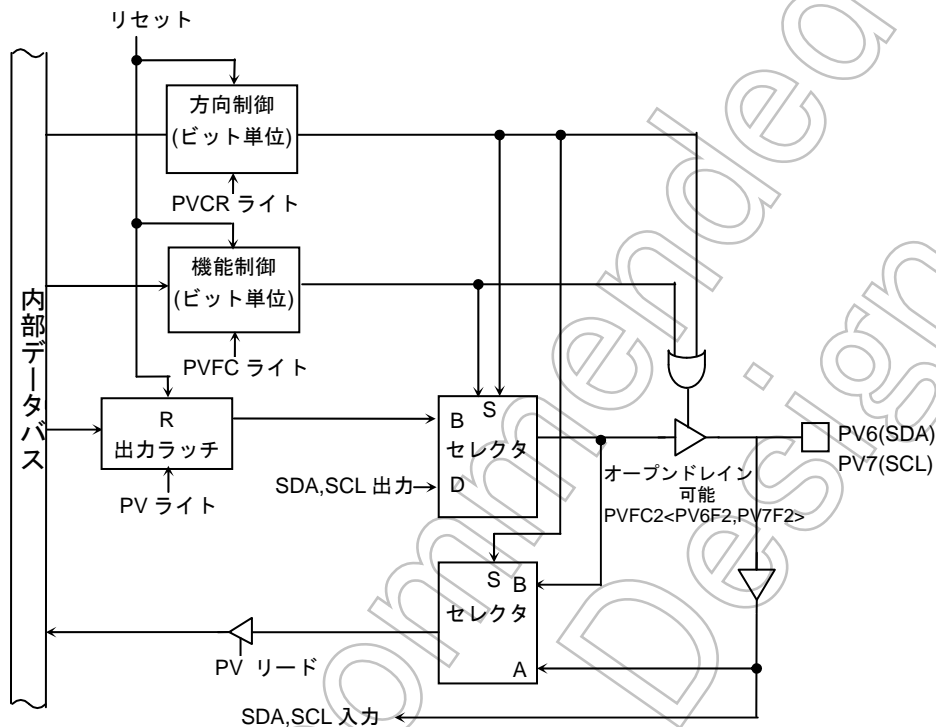 リセット
方向制御
(ビット単位)
PVCR ライト
機能制御
(ビット単位)
PVFC ライト
内部データバス
R
出力ラッチ
PV ライト
B
S
セレクタ
D
SDA,SCL 出力
オープンドレイン
可能
PVFC2<PV6F2,PV7F2>
PV6(SDA)
PV7(SCL)
S
B
セレクタ
A
PV リード
SDA,SCL 入力
ommended
Design